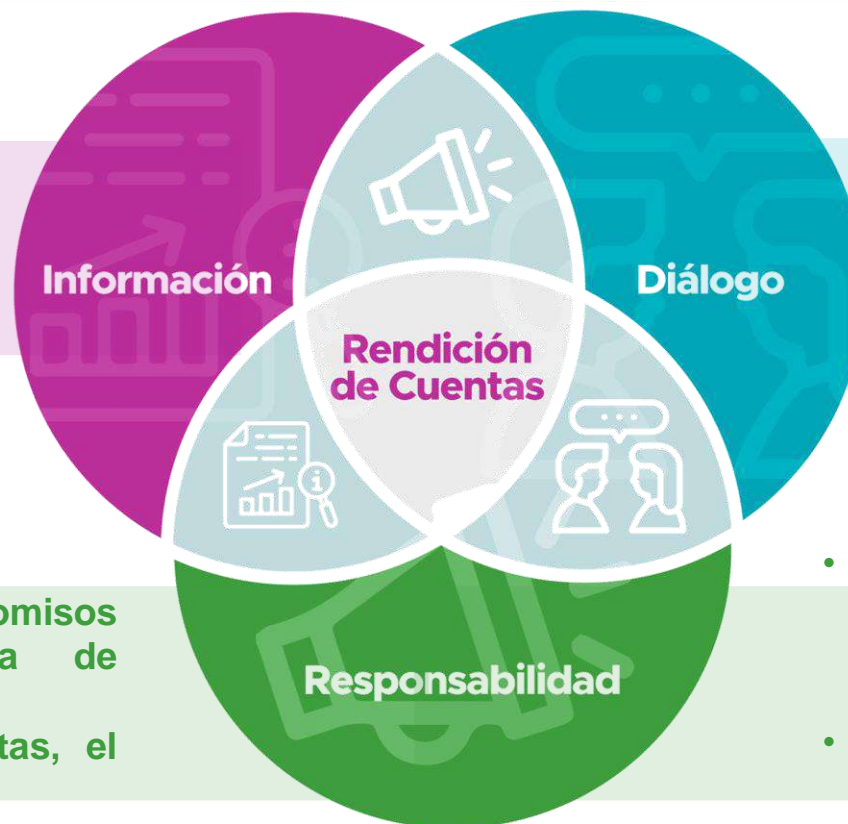 Información
Diálogo
Rendición
de Cuentas
Responsabilidad
omisos
a de
tas, el